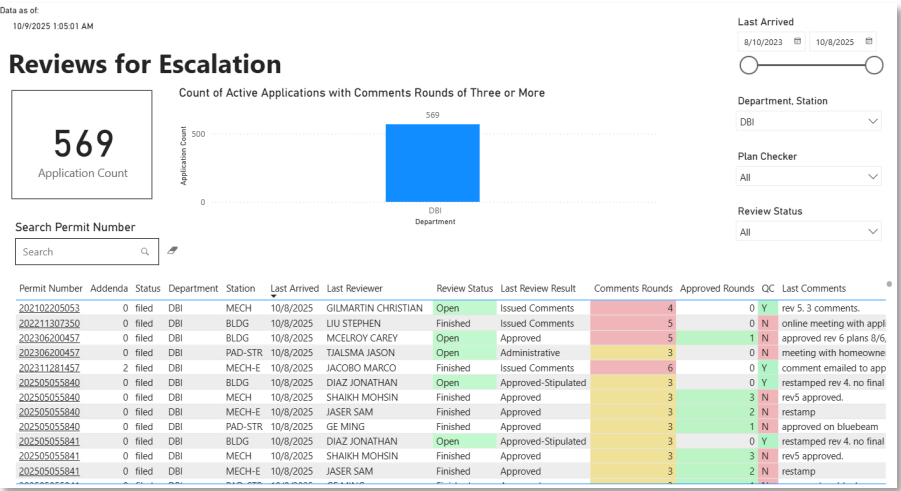 Data as of:
10/9/2025 1:05:01 AM
Reviews for Escalation
569
Application Count
Count of Active Applications with Comments Rounds of Three or More
Application Count
500
0
569
DBI
Department
Last Arrived
8/10/2023 10/8/2025
Department, Station
DBI
Plan Checker
All
Review Status
All
Search Permit Number
Search
Permit Number Addenda Status Department Station Last Arrived Last Reviewer Review Status Last Review Result Comments Rounds Approved Rounds QC Last Comments
202102205053 0 filed DBI MECH 10/8/2025 GILMARTIN CHRISTIAN Open Issued Comments 4 0 Y rev 5. 3 comments.
202211307350 0 filed DBI BLDG 10/8/2025 LIU STEPHEN Finished Issued Comments 5 0 N online meeting with appli
202306200457 0 filed DBI BLDG 10/8/2025 MCELROY CAREY Open Approved 5 1 N approved rev 6 plans 8/6,
202306200457 0 filed DBI PAD-STR 10/8/2025 TJALSMA JASON Open Administrative 3 0 N meeting with homeowne
202311281457 2 filed DBI MECH-E 10/8/2025 JACOBO MARCO Finished Issued Comments 6 0 Y comment emailed to app
202505055840 0 filed DBI BLDG 10/8/2025 DIAZ JONATHAN Open Approved-Stipulated 3 0 Y restamped rev 4. no final
202505055840 0 filed DBI MECH 10/8/2025 SHAIKH MOHSIN Finished Approved 3 3 N rev5 approved.
202505055840 0 filed DBI MECH-E 10/8/2025 JASER SAM Finished Approved 3 2 N restamp
202505055840 0 filed DBI PAD-STR 10/8/2025 GE MING Finished Approved 3 1 N approved on bluebeam
202505055841 0 filed DBI BLDG 10/8/2025 DIAZ JONATHAN Open Approved-Stipulated 3 0 Y restamped rev 4. no final
202505055841 0 filed DBI MECH 10/8/2025 SHAIKH MOHSIN Finished Approved 3 3 N rev5 approved.
202505055841 0 filed DBI MECH-E 10/8/2025 JASER SAM Finished Approved 3 2 N restamp